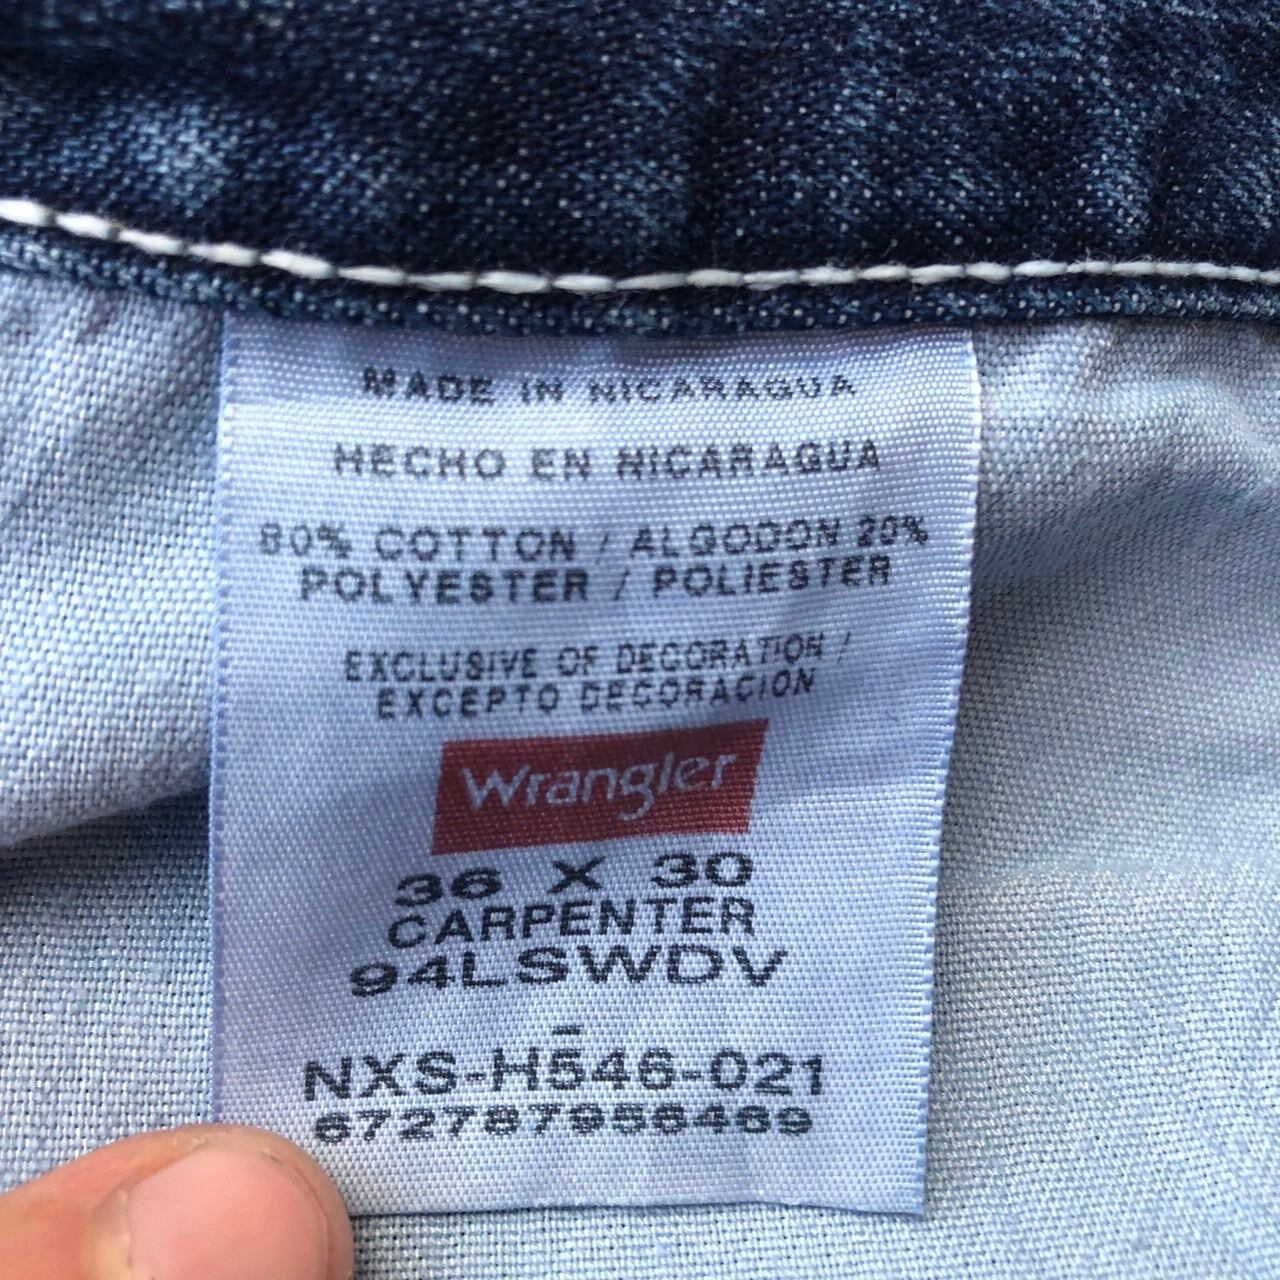 MADE IN NICARAGUA
HECHO EN NICARAGUA
80% COTTON / ALGODON 20%
POLYESTER / POLIESTER
EXCLUSIVE OF DECORATION /
EXCEPTO DECORACION
Wrangler
36 X 30
CARPENTER
94LSWDV
NXS-H546-021
672787956469